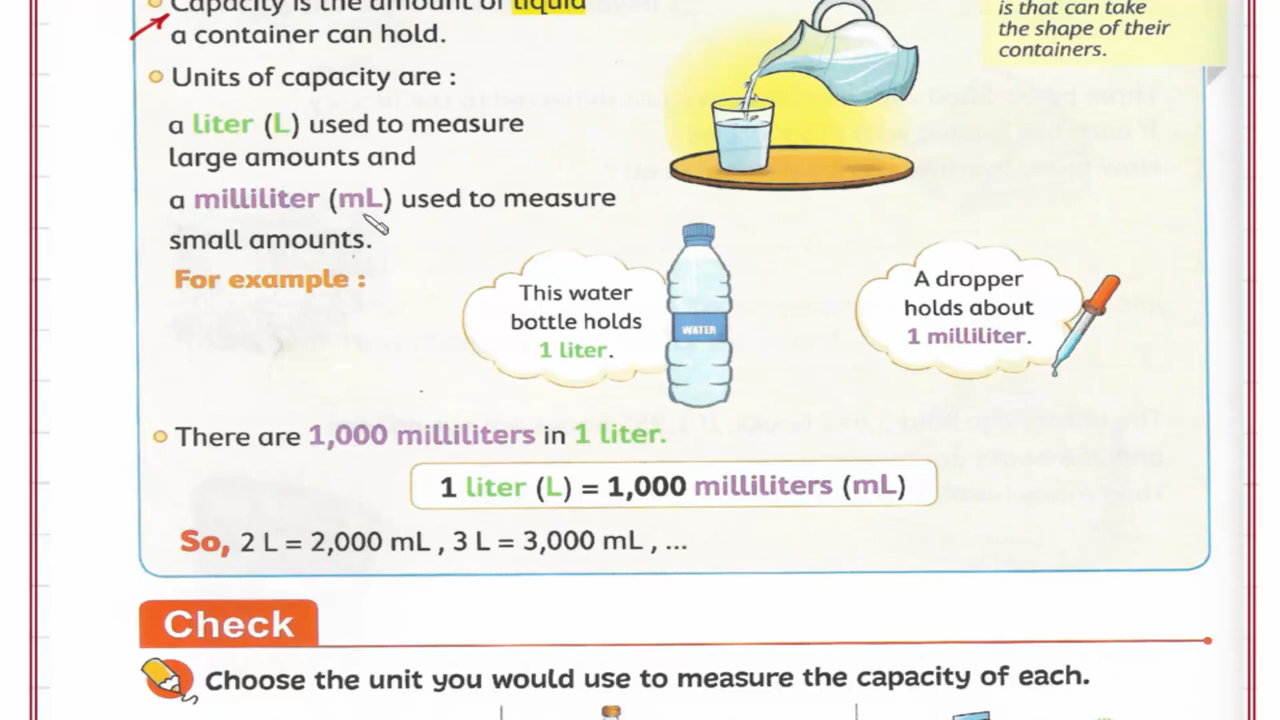 Capacity is the amount of liquid
a container can hold.
is that can take
the shape of their
containers.
Units of capacity are :
a liter (L) used to measure
large amounts and
a milliliter (mL) used to measure
small amounts.
For example :
This water
bottle holds
1 liter.
WATER
A dropper
holds about
1 milliliter.
There are 1,000 milliliters in 1 liter.
1 liter (L) = 1,000 milliliters (mL)
So, 2 L = 2,000 mL , 3 L = 3,000 mL , ...
Check
Choose the unit you would use to measure the capacity of each.